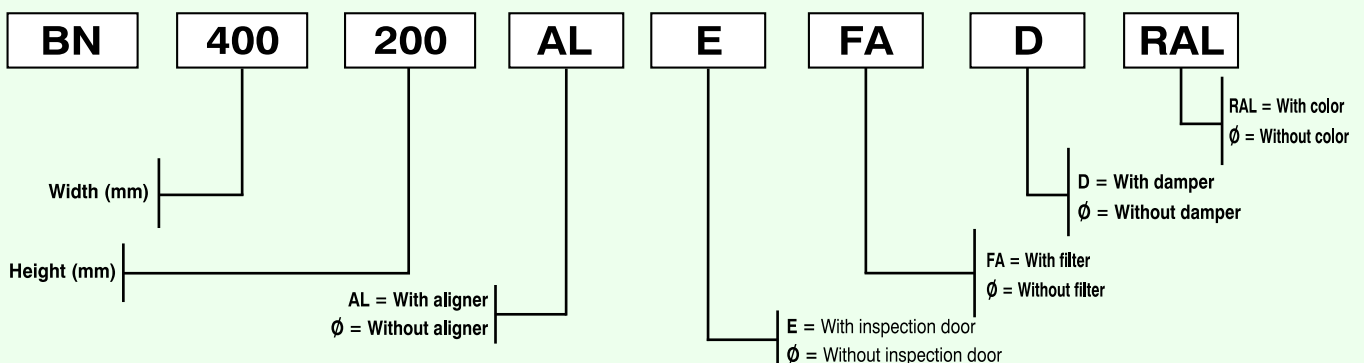 BN 400 200 AL E FA D RAL
RAL = With color
Ø = Without color
Width (mm)
D = With damper
Ø = Without damper
Height (mm)
FA = With filter
Ø = Without filter
AL = With aligner
Ø = Without aligner
E = With inspection door
Ø = Without inspection door